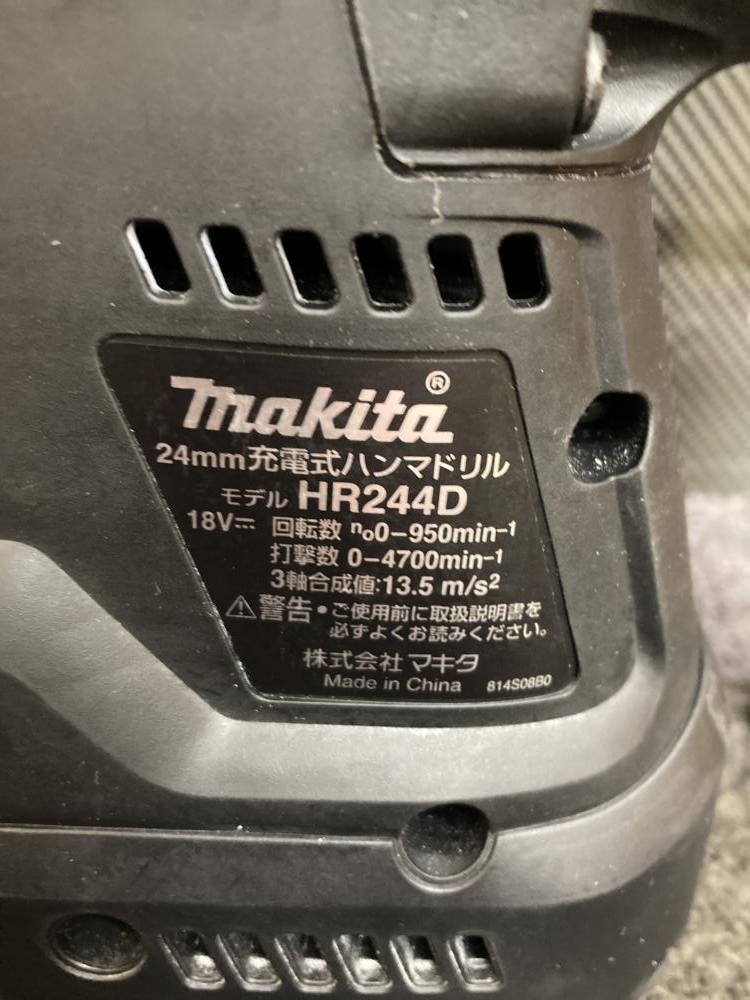 makita®
24mm充電式ハンマドリル
モデル HR244D
18V⎓ 回転数 n₀0-950min⁻¹
打撃数 0-4700min⁻¹
3軸合成値:13.5 m/s²
⚠警告•ご使用前に取扱説明書を
必ずよくお読みください。
株式会社 マキタ
Made in China 814S08B0